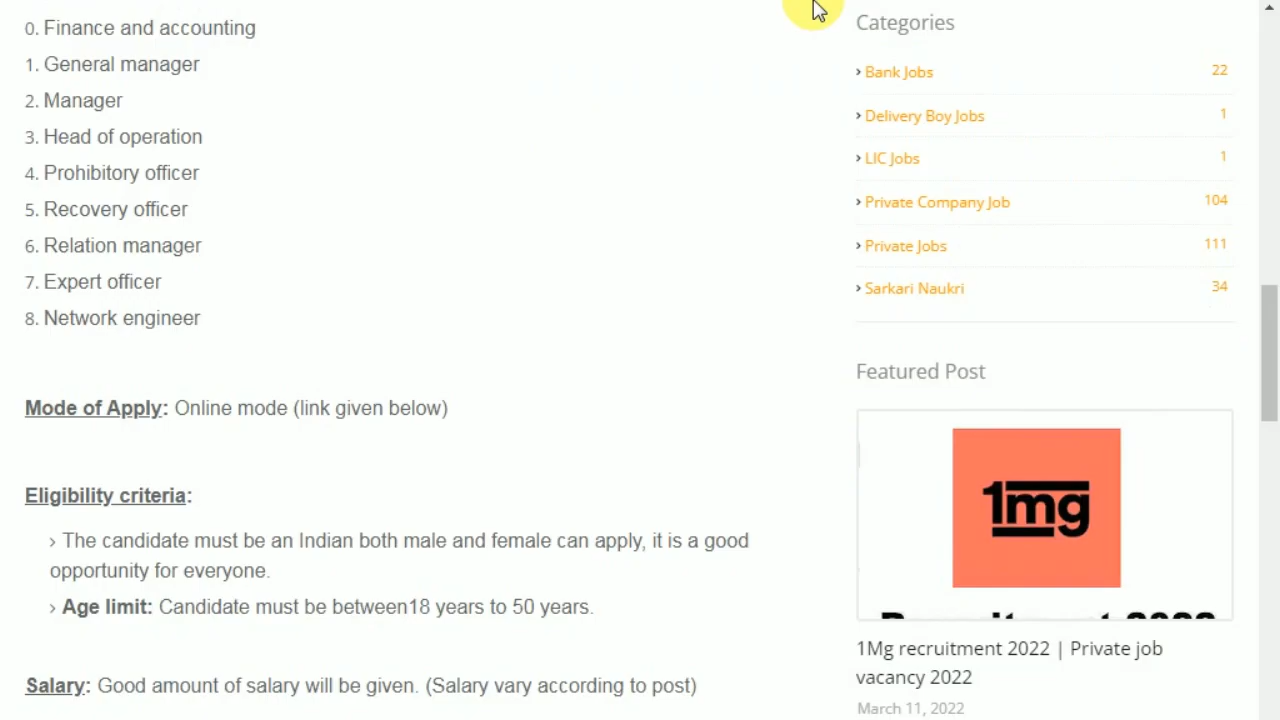 0. Finance and accounting
1. General manager
2. Manager
3. Head of operation
4. Prohibitory officer
5. Recovery officer
6. Relation manager
7. Expert officer
8. Network engineer
Mode of Apply: Online mode (link given below)
Eligibility criteria:
› The candidate must be an Indian both male and female can apply, it is a good
opportunity for everyone.
› Age limit: Candidate must be between18 years to 50 years.
Salary: Good amount of salary will be given. (Salary vary according to post)
Categories
› Bank Jobs 22
› Delivery Boy Jobs 1
› LIC Jobs 1
› Private Company Job 104
› Private Jobs 111
› Sarkari Naukri 34
Featured Post
1mg
Recruitment 2022
1Mg recruitment 2022 | Private job
vacancy 2022
March 11, 2022